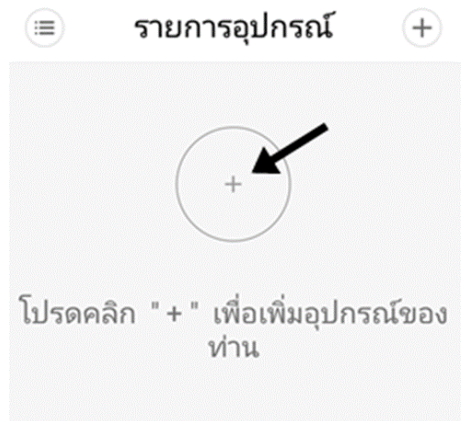 รายการอุปกรณ์
+
+
โปรดคลิก "+" เพื่อเพิ่มอุปกรณ์ของ
ท่าน